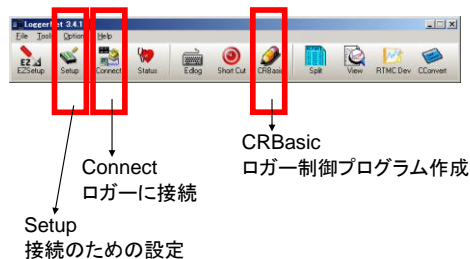 LoggerNet 3.4.1
File Tools Options Help
EZSetup Setup Connect Status Edlog Short Cut CRBasic Split View RTMC Dev CConvert
CRBasic
ロガー制御プログラム作成
Connect
ロガーに接続
Setup
接続のための設定